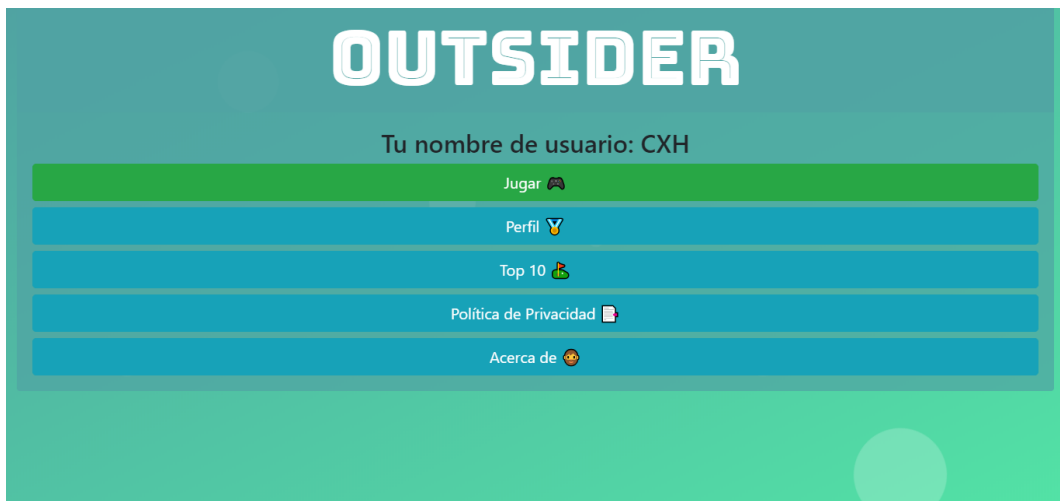 OUTSIDER
Tu nombre de usuario: CXH
Jugar 🎮
Perfil 🏅
Top 10 ⛳
Política de Privacidad 📑
Acerca de 🧔🏽